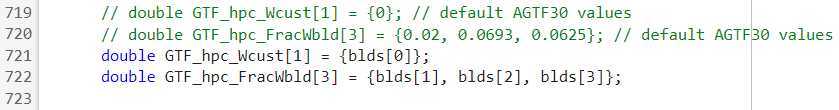 719 // double GTF_hpc_Wcust[1] = {0}; // default AGTF30 values
720 // double GTF_hpc_FracWbld[3] = {0.02, 0.0693, 0.0625}; // default AGTF30 values
721 double GTF_hpc_Wcust[1] = {blds[0]};
722 double GTF_hpc_FracWbld[3] = {blds[1], blds[2], blds[3]};
723